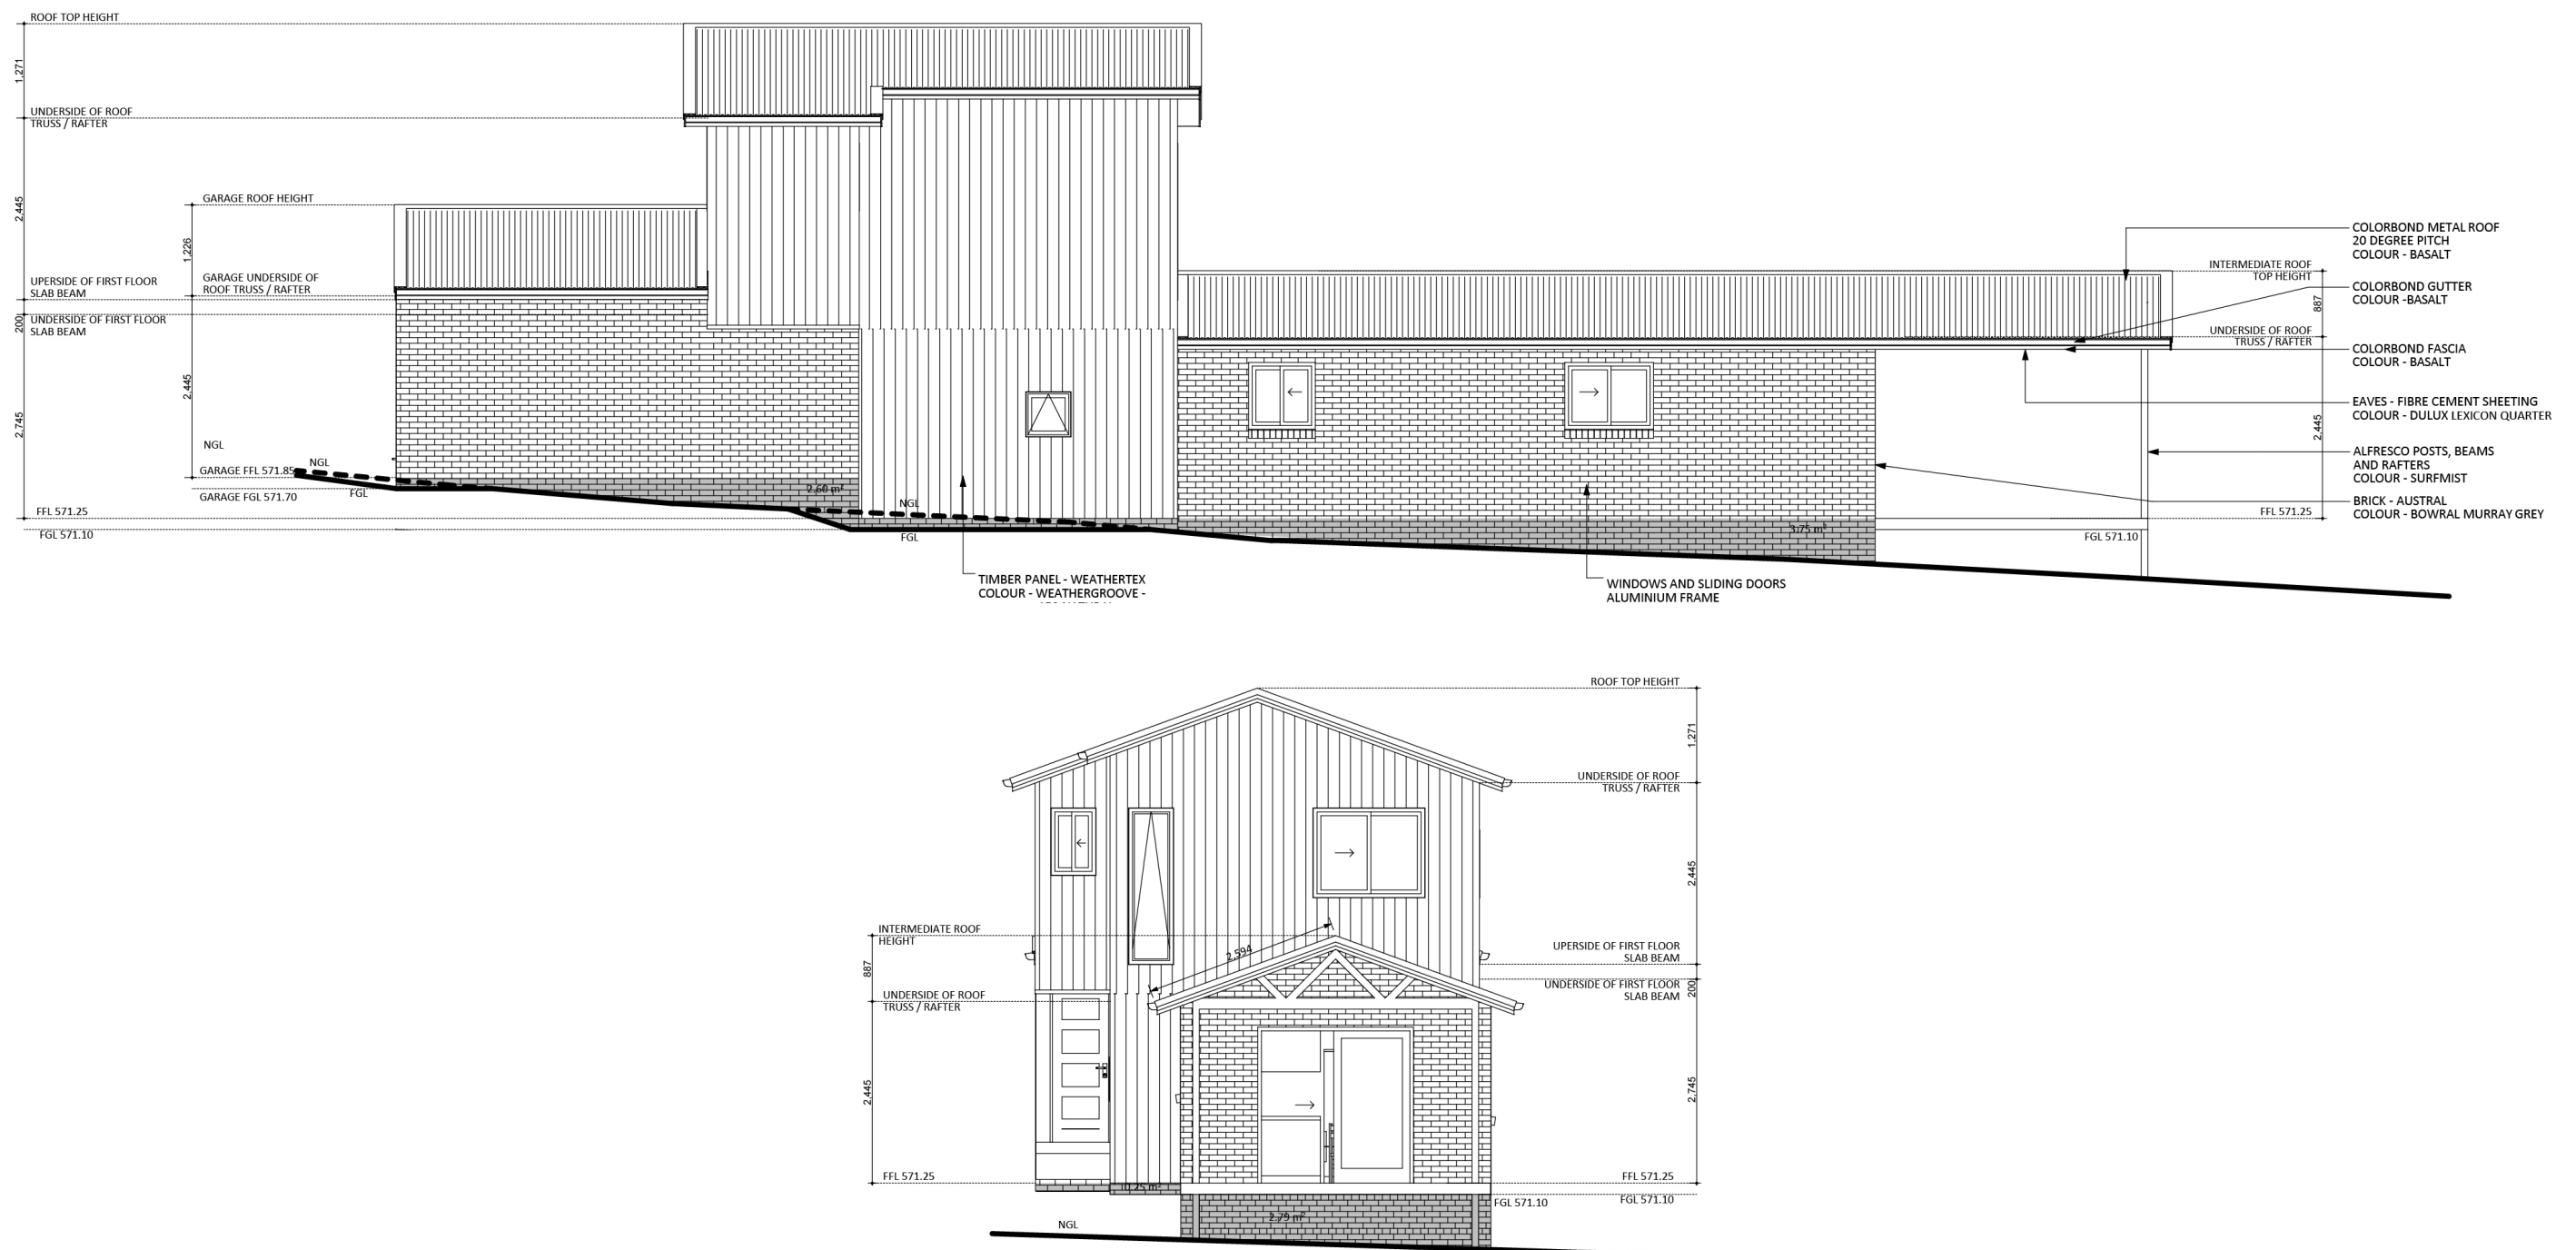 ROOF TOP HEIGHT
1,271
UNDERSIDE OF ROOF
TRUSS / RAFTER
2,445
GARAGE ROOF HEIGHT
1,226
UPERSIDE OF FIRST FLOOR
SLAB BEAM
GARAGE UNDERSIDE OF
ROOF TRUSS / RAFTER
200
UNDERSIDE OF FIRST FLOOR
SLAB BEAM
2,445
2,745
NGL
NGL
GARAGE FFL 571.85
GARAGE FGL 571.70
FGL
FFL 571.25
FGL 571.10
2.60 m²
NGL
FGL
3.75 m²
TIMBER PANEL - WEATHERTEX
COLOUR - WEATHERGROOVE -
WINDOWS AND SLIDING DOORS
ALUMINIUM FRAME
COLORBOND METAL ROOF
20 DEGREE PITCH
COLOUR - BASALT
INTERMEDIATE ROOF
TOP HEIGHT
COLORBOND GUTTER
COLOUR -BASALT
887
UNDERSIDE OF ROOF
TRUSS / RAFTER
COLORBOND FASCIA
COLOUR - BASALT
EAVES - FIBRE CEMENT SHEETING
COLOUR - DULUX LEXICON QUARTER
2,445
ALFRESCO POSTS, BEAMS
AND RAFTERS
COLOUR - SURFMIST
BRICK - AUSTRAL
COLOUR - BOWRAL MURRAY GREY
FFL 571.25
FGL 571.10
ROOF TOP HEIGHT
1,271
UNDERSIDE OF ROOF
TRUSS / RAFTER
2,445
INTERMEDIATE ROOF
HEIGHT
2,594
887
UPERSIDE OF FIRST FLOOR
SLAB BEAM
UNDERSIDE OF FIRST FLOOR
SLAB BEAM
200
UNDERSIDE OF ROOF
TRUSS / RAFTER
2,445
2,745
FFL 571.25
0.25 m²
FFL 571.25
FGL 571.10
FGL 571.10
2.79 m²
NGL